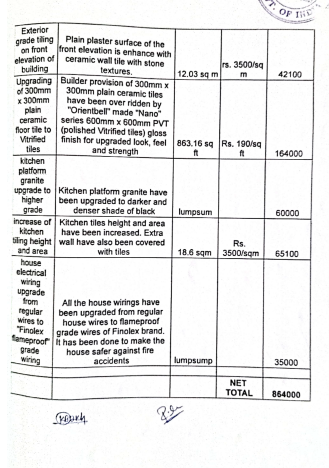 T. OF INDI
Exterior
grade tiling
on front
elevation of
building
Plain plaster surface of the
front elevation is enhance with
ceramic wall tile with stone
textures.
12.03 sq m
rs. 3500/sq
m
42100
Upgrading
of 300mm
x 300mm
plain
ceramic
floor tile to
Vitrified
tiles
Builder provision of 300mm x
300mm plain ceramic tiles
have been over ridden by
"Orientbell" made "Nano"
series 600mm x 600mm PVT
(polished Vitrified tiles) gloss
finish for upgraded look, feel
and strength
863.16 sq
ft
Rs. 190/sq
ft
164000
kitchen
platform
granite
upgrade to
higher
grade
Kitchen platform granite have
been upgraded to darker and
denser shade of black
lumpsum
60000
increase of
kitchen
tiling height
and area
Kitchen tiles height and area
have been increased. Extra
wall have also been covered
with tiles
18.6 sqm
Rs.
3500/sqm
65100
house
electrical
wiring
upgrade
from
regular
wires to
"Finolex
flameproof"
grade
wiring
All the house wirings have
been upgraded from regular
house wires to flameproof
grade wires of Finolex brand.
It has been done to make the
house safer against fire
accidents
lumpsump
35000
NET
TOTAL
864000